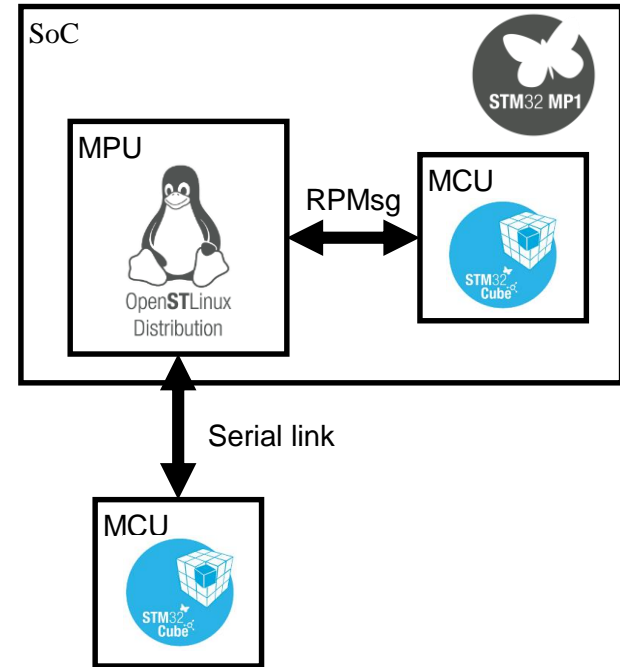 SoC
STM32 MP1
MPU
OpenSTLinux
Distribution
RPMsg
MCU
STM32
Cube
Serial link
MCU
STM32
Cube